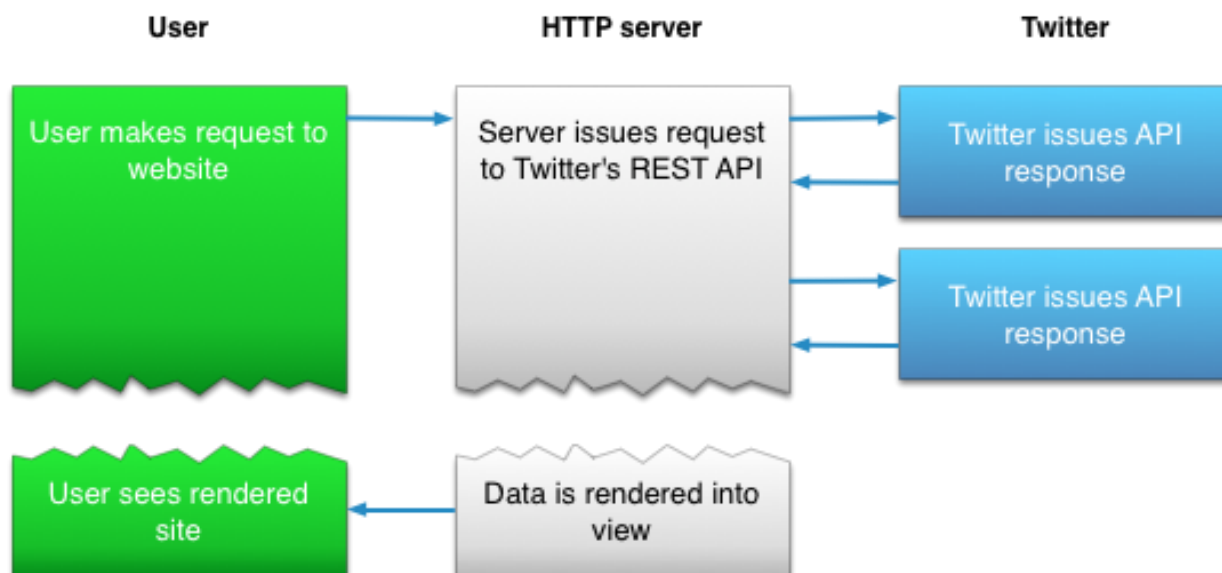 User
HTTP server
Twitter
User makes request to
website
Server issues request
to Twitter's REST API
Twitter issues API
response
Twitter issues API
response
User sees rendered
site
Data is rendered into
view